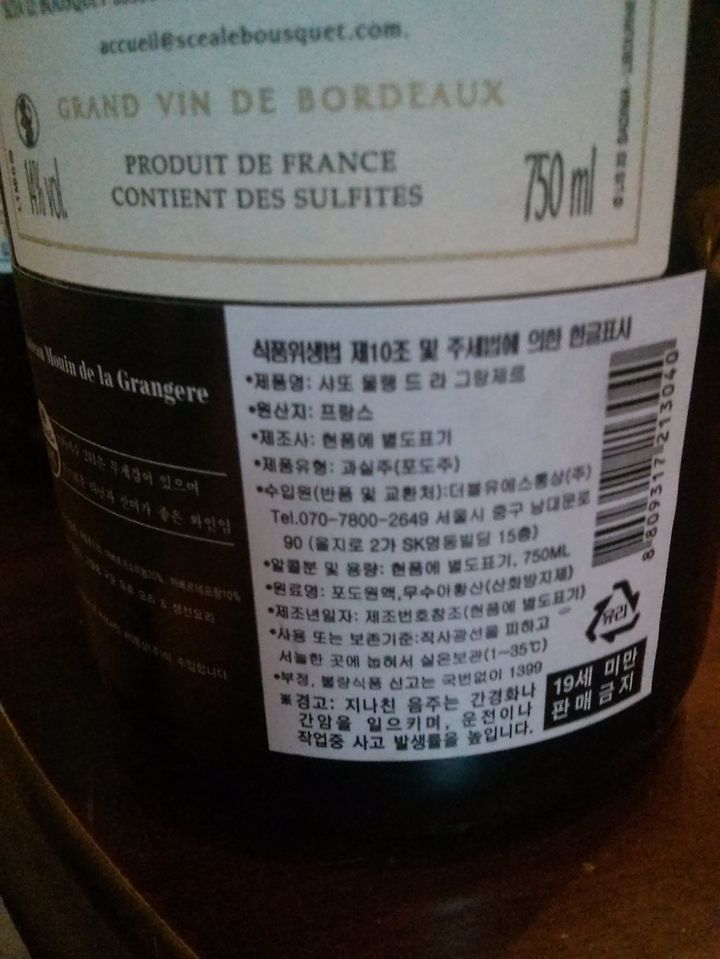 accueil@scealebousquet.com.
GRAND VIN DE BORDEAUX
PRODUIT DE FRANCE
CONTIENT DES SULFITES
14% vol.
750 ml
Mouin de la Grangere
있으며
좋은 와인임
식품위생법 제10조 및 주세법에 의한 한글표시
•제품명: 샤또 물랭 드 라 그랑제르
•원산지: 프랑스
•제조사: 현품에 별도표기
•제품유형: 과실주(포도주)
•수입원(반품 및 교환처):더블유에스통상(주)
Tel.070-7800-2649 서울시 중구 남대문로
90 (을지로 2가 SK명동빌딩 15층)
•알콜분 및 용량: 현품에 별도표기, 750ML
•원료명: 포도원액,무수아황산(산화방지제)
•제조년일자: 제조번호참조(현품에 별도표기)
•사용 또는 보존기준:직사광선을 피하고
서늘한 곳에 눕혀서 실온보관(1~35℃)
•부정, 불량식품 신고는 국번없이 1399
※경고: 지나친 음주는 간경화나
간암을 일으키며, 운전이나
작업중 사고 발생률을 높입니다.
8 809317 213040
유리
19세 미만
판매금지